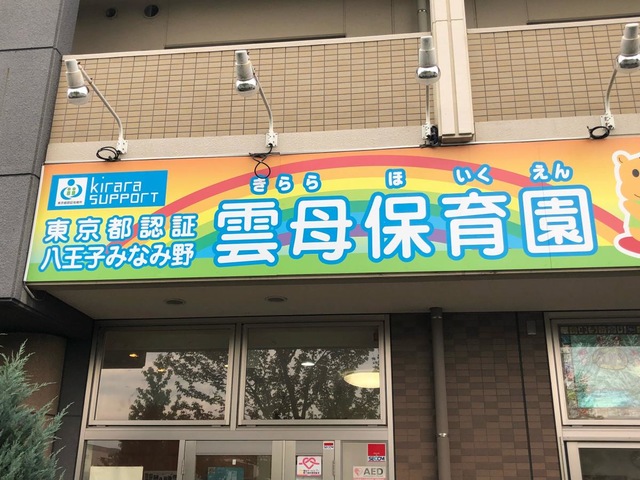 kirara
SUPPORT
東京都認証
八王子みなみ野
きらら ほ いく えん
雲母保育園
SECOM
AED